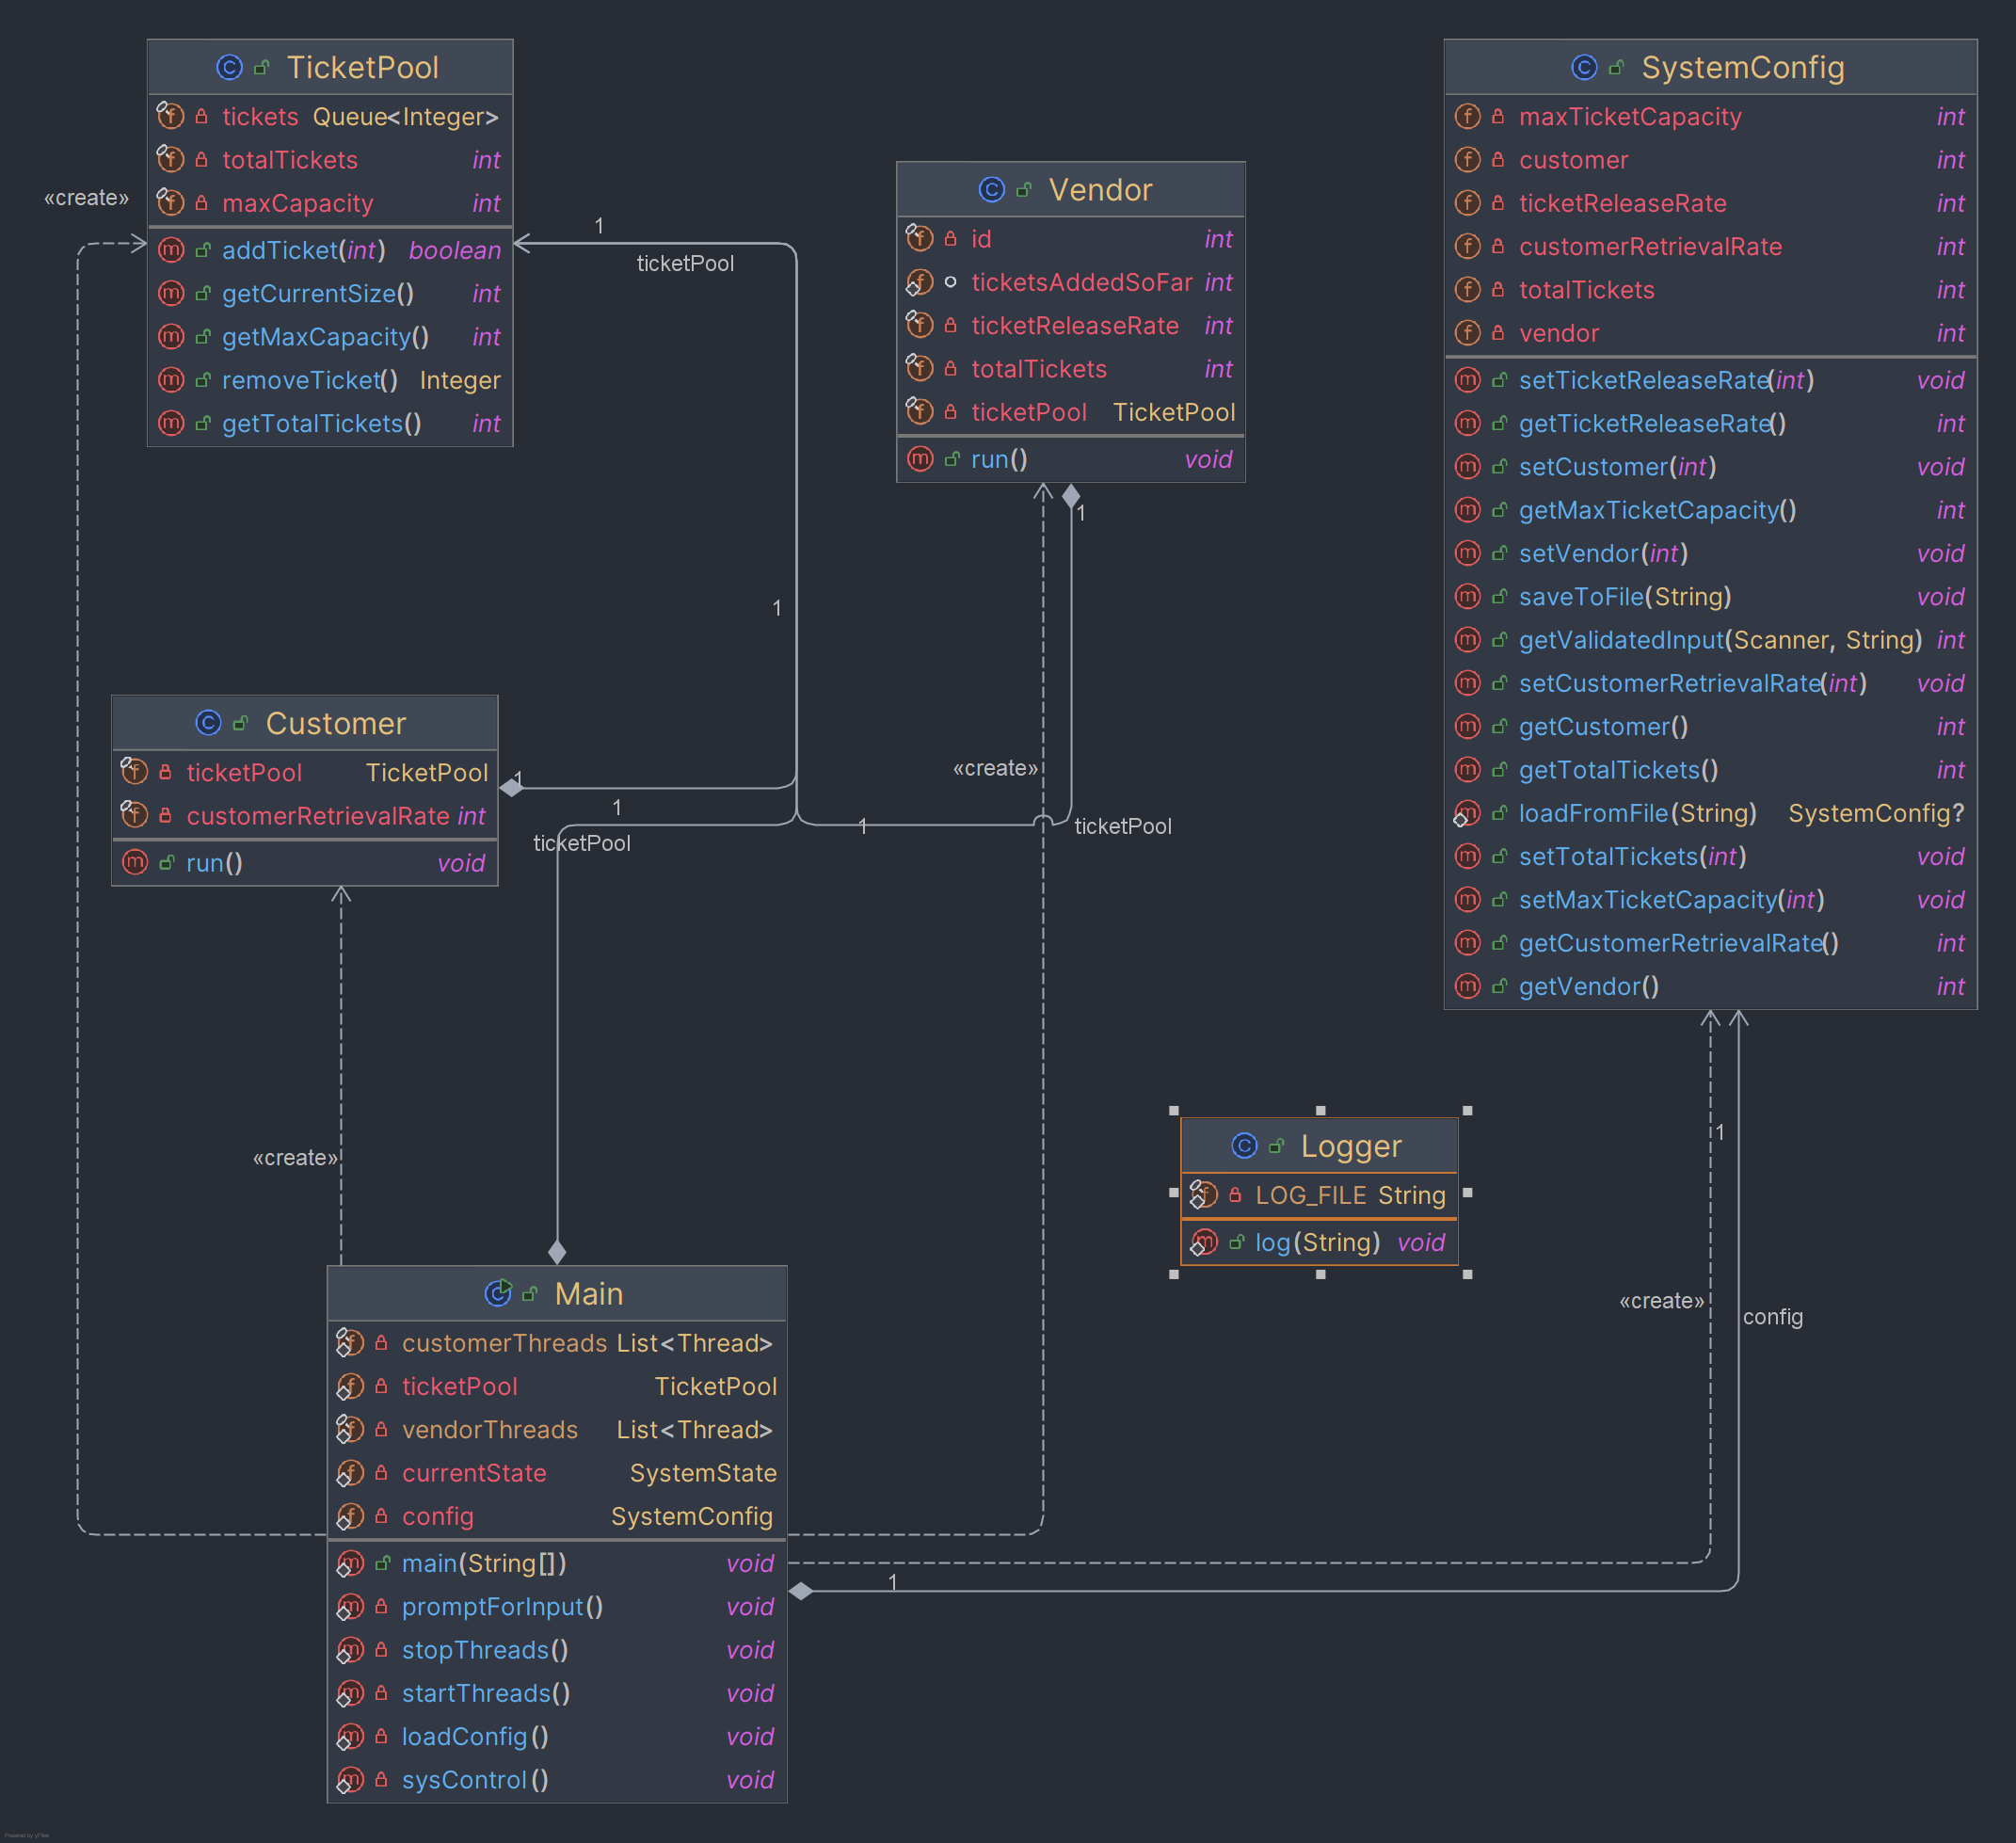 TicketPool
tickets Queue<Integer>
totalTickets int
maxCapacity int
addTicket(int) boolean
getCurrentSize() int
getMaxCapacity() int
removeTicket() Integer
getTotalTickets() int
«create»
1
ticketPool
Vendor
id int
ticketsAddedSoFar int
ticketReleaseRate int
totalTickets int
ticketPool TicketPool
run() void
1
SystemConfig
maxTicketCapacity int
customer int
ticketReleaseRate int
customerRetrievalRate int
totalTickets int
vendor int
setTicketReleaseRate(int) void
getTicketReleaseRate() int
setCustomer(int) void
getMaxTicketCapacity() int
setVendor(int) void
saveToFile(String) void
getValidatedInput(Scanner, String) int
setCustomerRetrievalRate(int) void
getCustomer() int
getTotalTickets() int
loadFromFile(String) SystemConfig?
setTotalTickets(int) void
setMaxTicketCapacity(int) void
getCustomerRetrievalRate() int
getVendor() int
1
Customer
ticketPool TicketPool
customerRetrievalRate int
run() void
1
1
ticketPool
1
ticketPool
«create»
«create»
Logger
LOG_FILE String
log(String) void
1
«create»
config
Main
customerThreads List<Thread>
ticketPool TicketPool
vendorThreads List<Thread>
currentState SystemState
config SystemConfig
main(String[]) void
promptForInput() void
stopThreads() void
startThreads() void
loadConfig() void
sysControl() void
1
Powered by yFiles